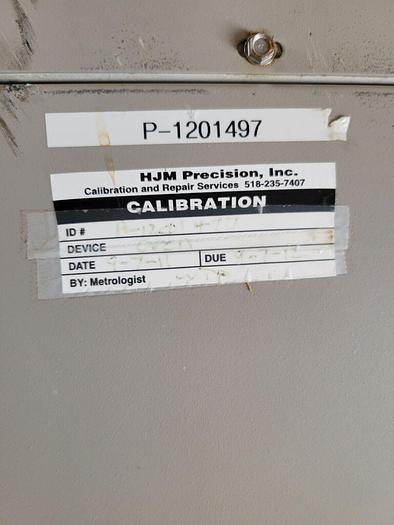 P-1201497
HJM Precision, Inc.
Calibration and Repair Services 518-235-7407
CALIBRATION
ID #
DEVICE
DATE DUE
BY: Metrologist